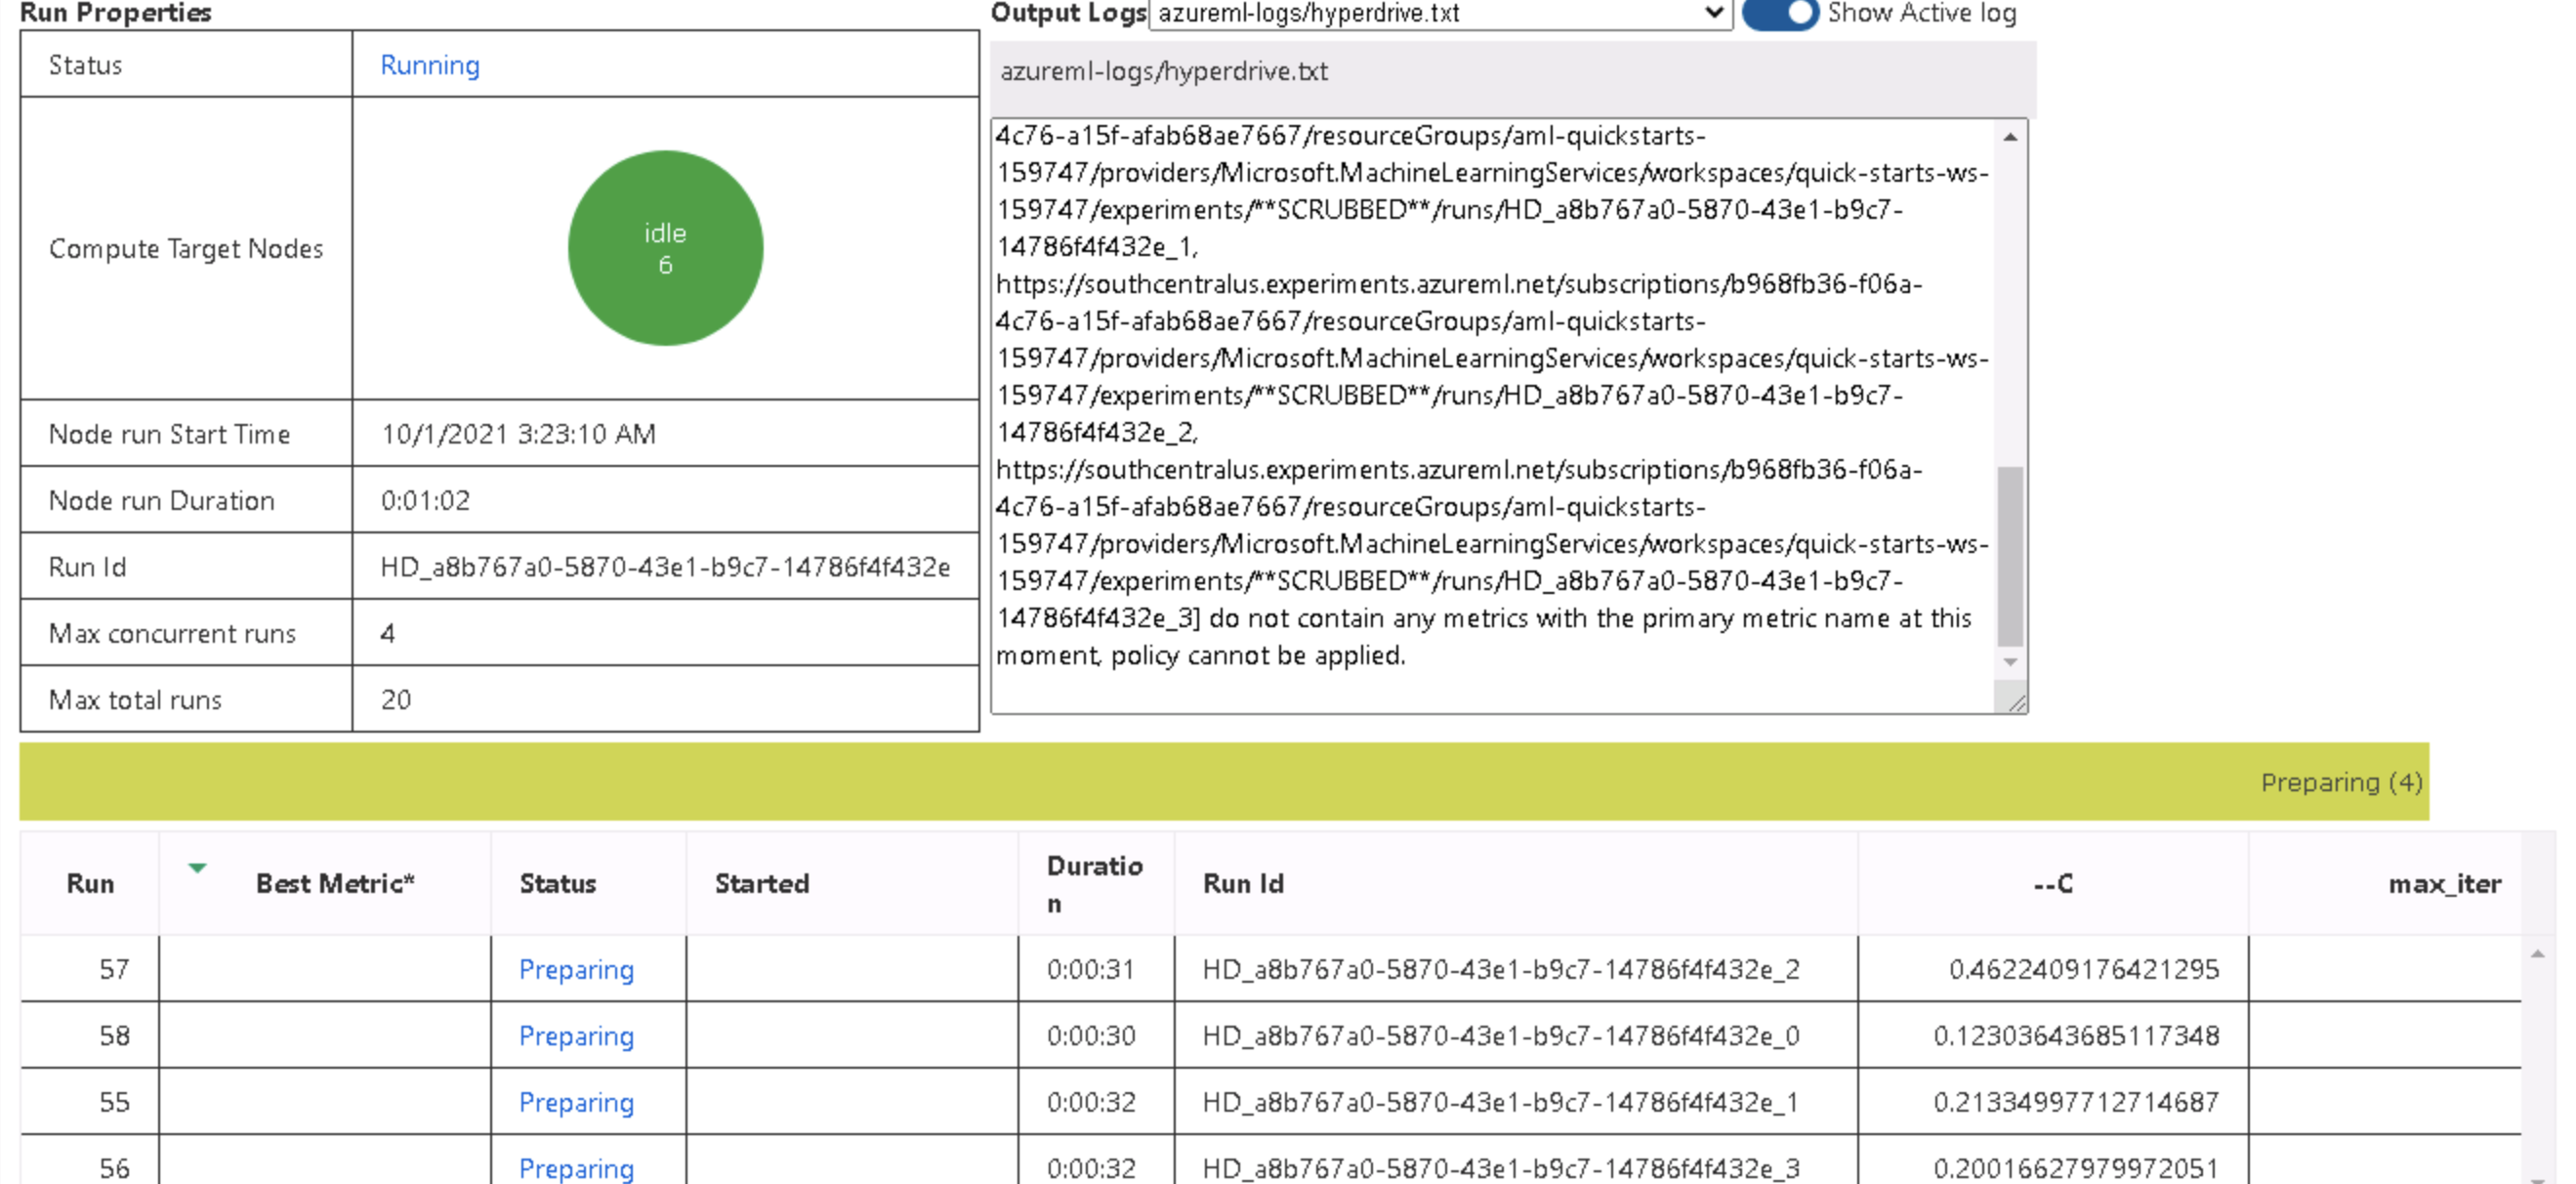 Run Properties
Status Running
Compute Target Nodes
idle
6
Node run Start Time 10/1/2021 3:23:10 AM
Node run Duration 0:01:02
Run Id HD_a8b767a0-5870-43e1-b9c7-14786f4f432e
Max concurrent runs 4
Max total runs 20
Output Logs azureml-logs/hyperdrive.txt Show Active log
azureml-logs/hyperdrive.txt
4c76-a15f-afab68ae7667/resourceGroups/aml-quickstarts-
159747/providers/Microsoft.MachineLearningServices/workspaces/quick-starts-ws-
159747/experiments/**SCRUBBED**/runs/HD_a8b767a0-5870-43e1-b9c7-
14786f4f432e_1,
https://southcentralus.experiments.azureml.net/subscriptions/b968fb36-f06a-
4c76-a15f-afab68ae7667/resourceGroups/aml-quickstarts-
159747/providers/Microsoft.MachineLearningServices/workspaces/quick-starts-ws-
159747/experiments/**SCRUBBED**/runs/HD_a8b767a0-5870-43e1-b9c7-
14786f4f432e_2,
https://southcentralus.experiments.azureml.net/subscriptions/b968fb36-f06a-
4c76-a15f-afab68ae7667/resourceGroups/aml-quickstarts-
159747/providers/Microsoft.MachineLearningServices/workspaces/quick-starts-ws-
159747/experiments/**SCRUBBED**/runs/HD_a8b767a0-5870-43e1-b9c7-
14786f4f432e_3] do not contain any metrics with the primary metric name at this
moment, policy cannot be applied.
Preparing (4)
Run Best Metric* Status Started Duration Run Id --C max_iter
57 Preparing 0:00:31 HD_a8b767a0-5870-43e1-b9c7-14786f4f432e_2 0.4622409176421295
58 Preparing 0:00:30 HD_a8b767a0-5870-43e1-b9c7-14786f4f432e_0 0.12303643685117348
55 Preparing 0:00:32 HD_a8b767a0-5870-43e1-b9c7-14786f4f432e_1 0.21334997712714687
56 Preparing 0:00:32 HD_a8b767a0-5870-43e1-b9c7-14786f4f432e_3 0.20016627979972051